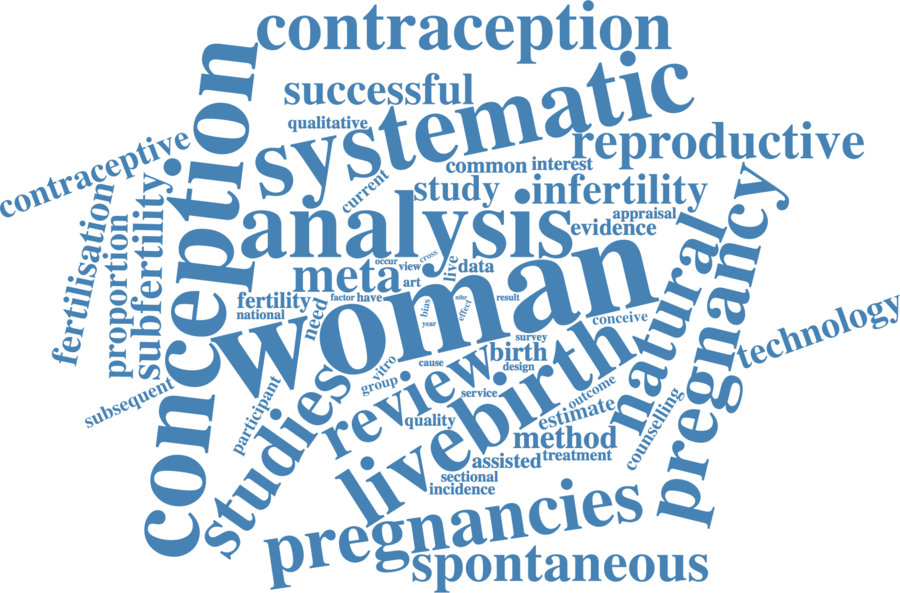 contraception
successful
systematic
qualitative
reproductive
contraceptive
conception
common
interest
current
study
infertility
fertilisation
proportion
subfertility
analysis
appraisal
evidence
natural
pregnancy
meta
occur
view
cross
live
data
art
fertility
factor
have
national
need
woman
bias
year
effect
result
conceive
technology
survey
birth
design
cause
vitro
group
service
subsequent
participant
studies
review
livebirth
outcome
estimate
quality
method
counselling
treatment
assisted
sectional
incidence
pregnancies
spontaneous